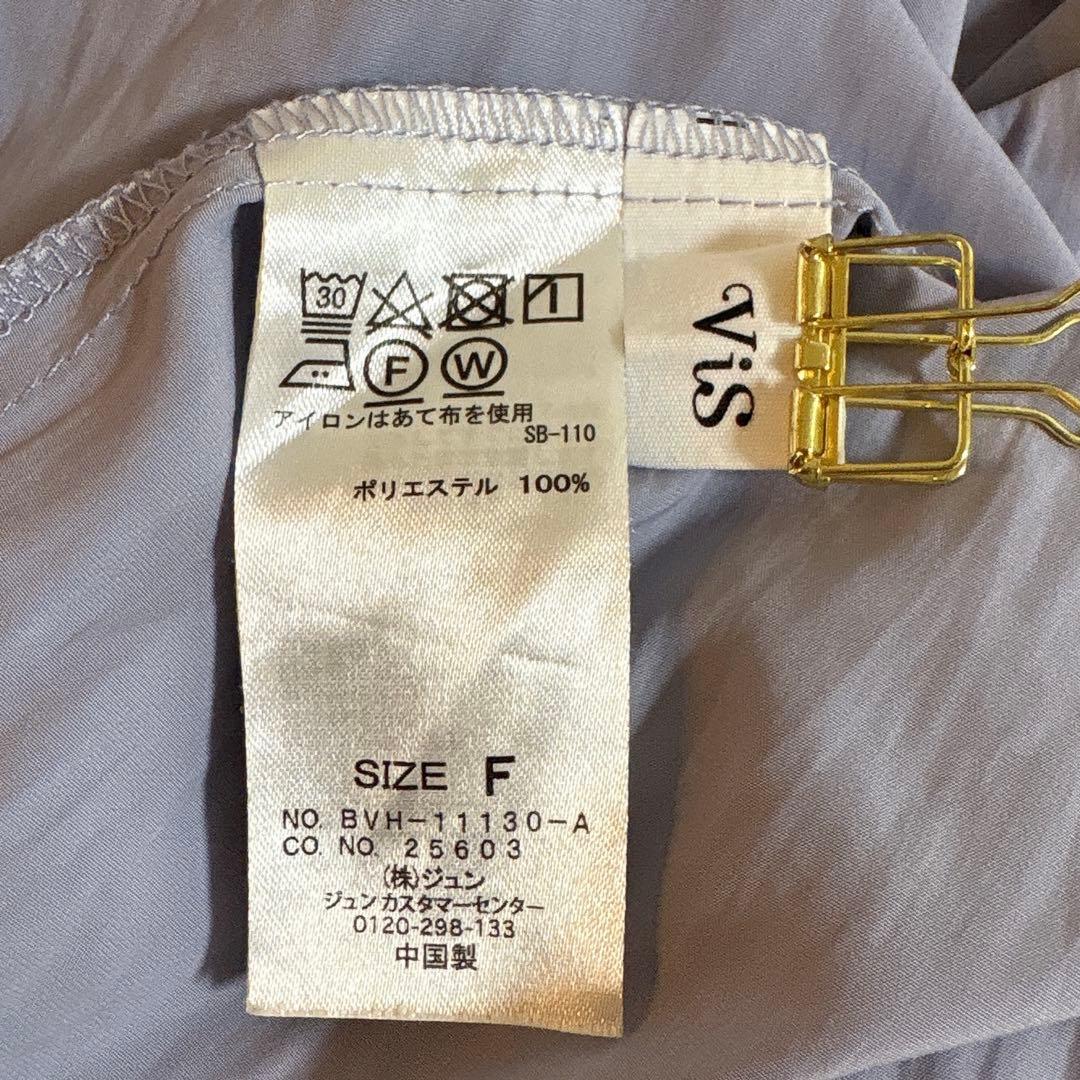 30
F
W
アイロンはあて布を使用
SB-110
ポリエステル 100%
SIZE F
NO. BVH-11130-A
CO. NO. 25603
(株)ジュン
ジュンカスタマーセンター
0120-298-133
中国製
ViS